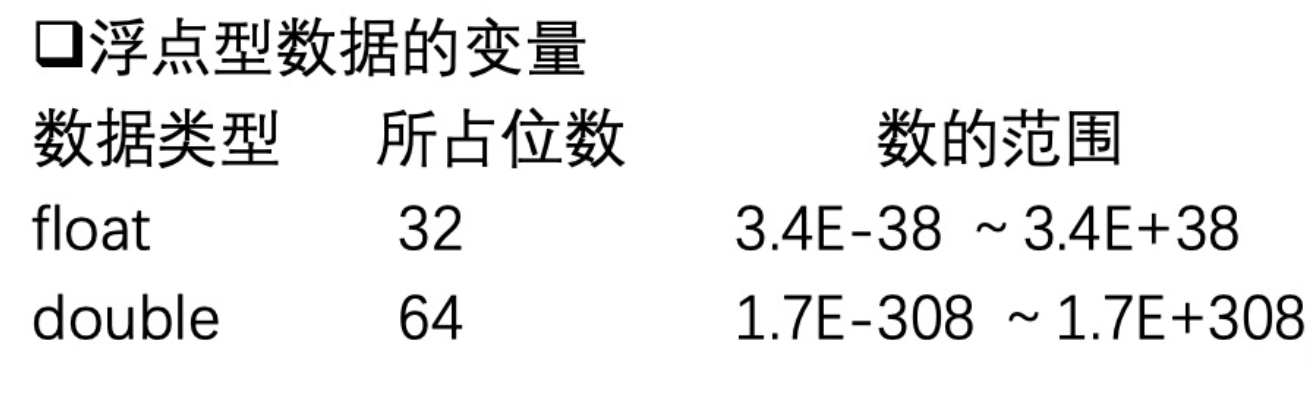 ❑浮点型数据的变量
数据类型 所占位数 数的范围
float 32 3.4E-38 ~ 3.4E+38
double 64 1.7E-308 ~ 1.7E+308